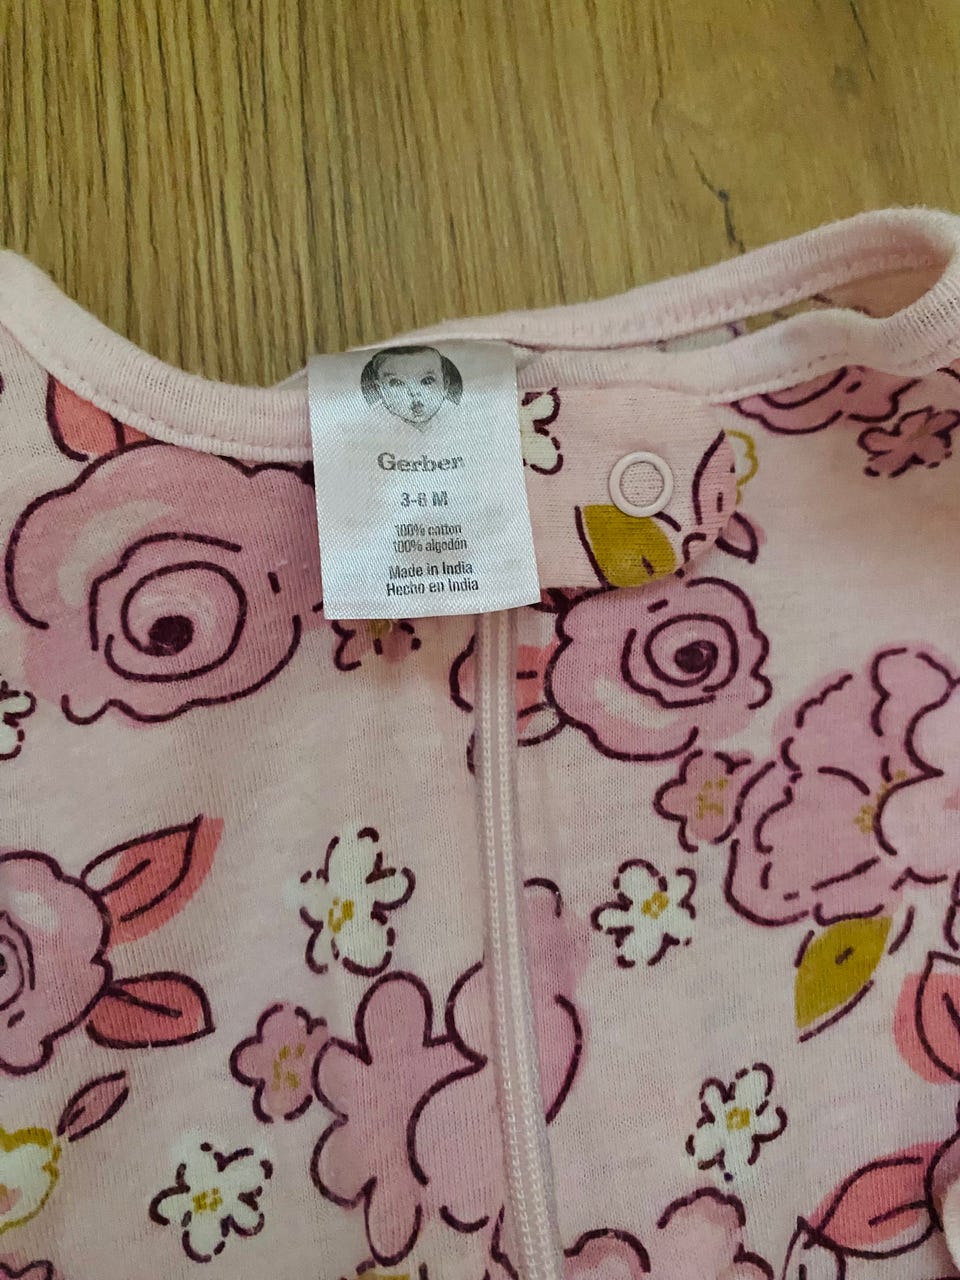 Gerber
3-6 M
100% cotton
100% algodón
Made in India
Hecho en India